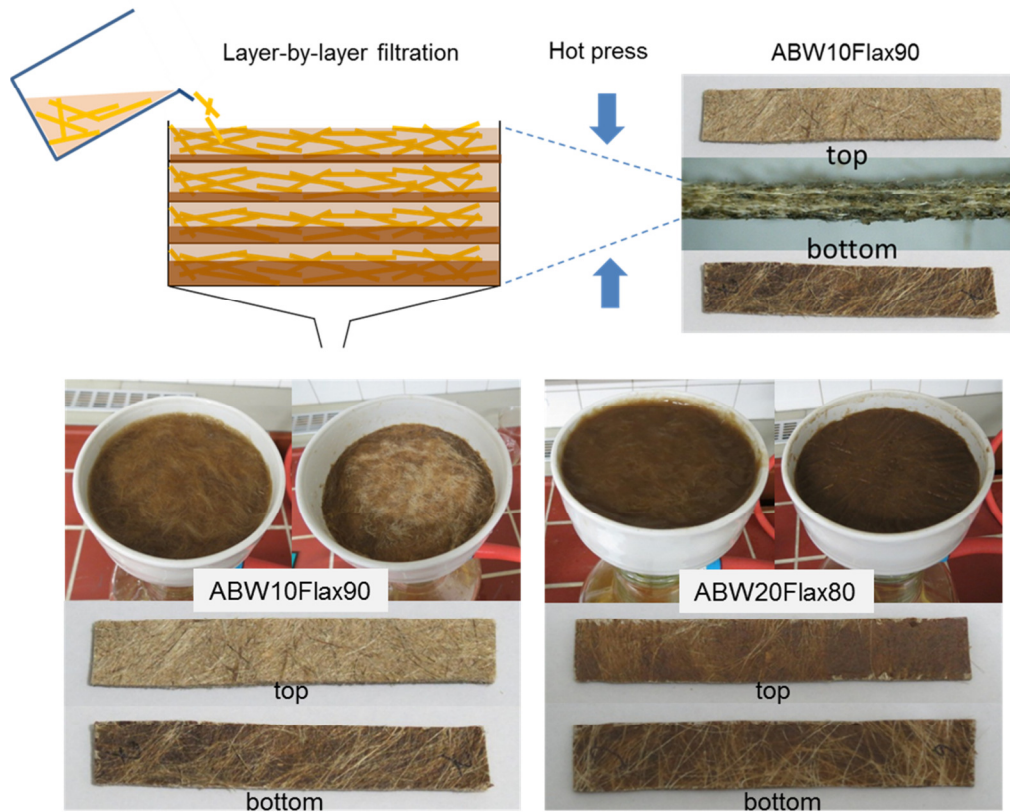 Layer-by-layer filtration
Hot press
ABW10Flax90
top
bottom
ABW10Flax90
top
bottom
ABW20Flax80
top
bottom